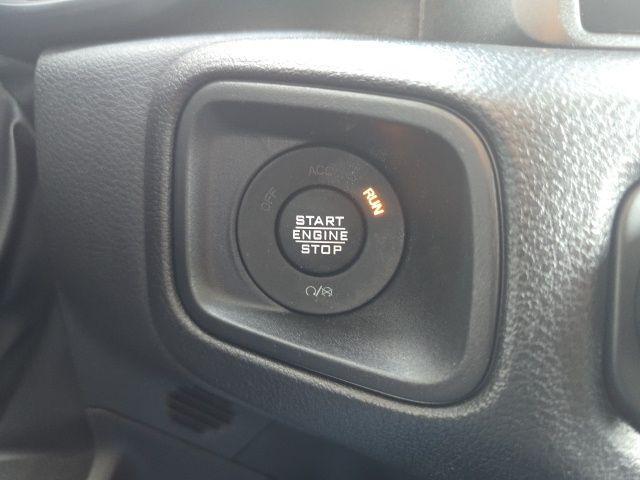 ACC
OFF
RUN
START
ENGINE
STOP